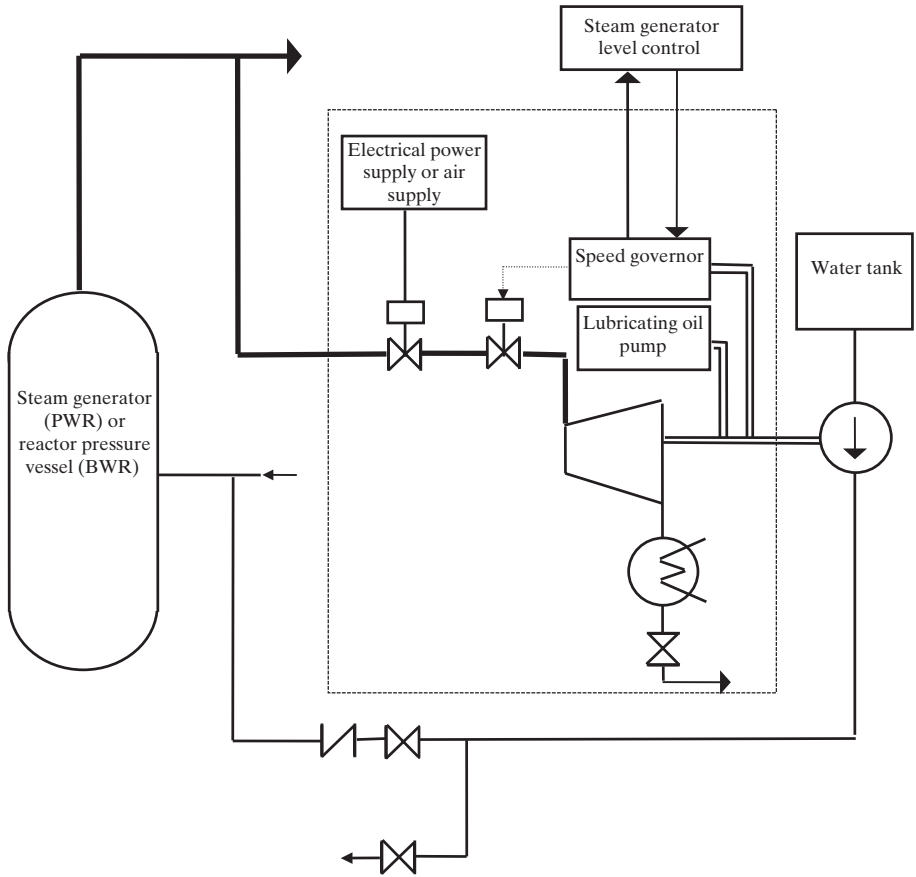 Steam generator
level control
Electrical power
supply or air
supply
Speed governor
Water tank
Lubricating oil
pump
Steam generator
(PWR) or
reactor pressure
vessel (BWR)